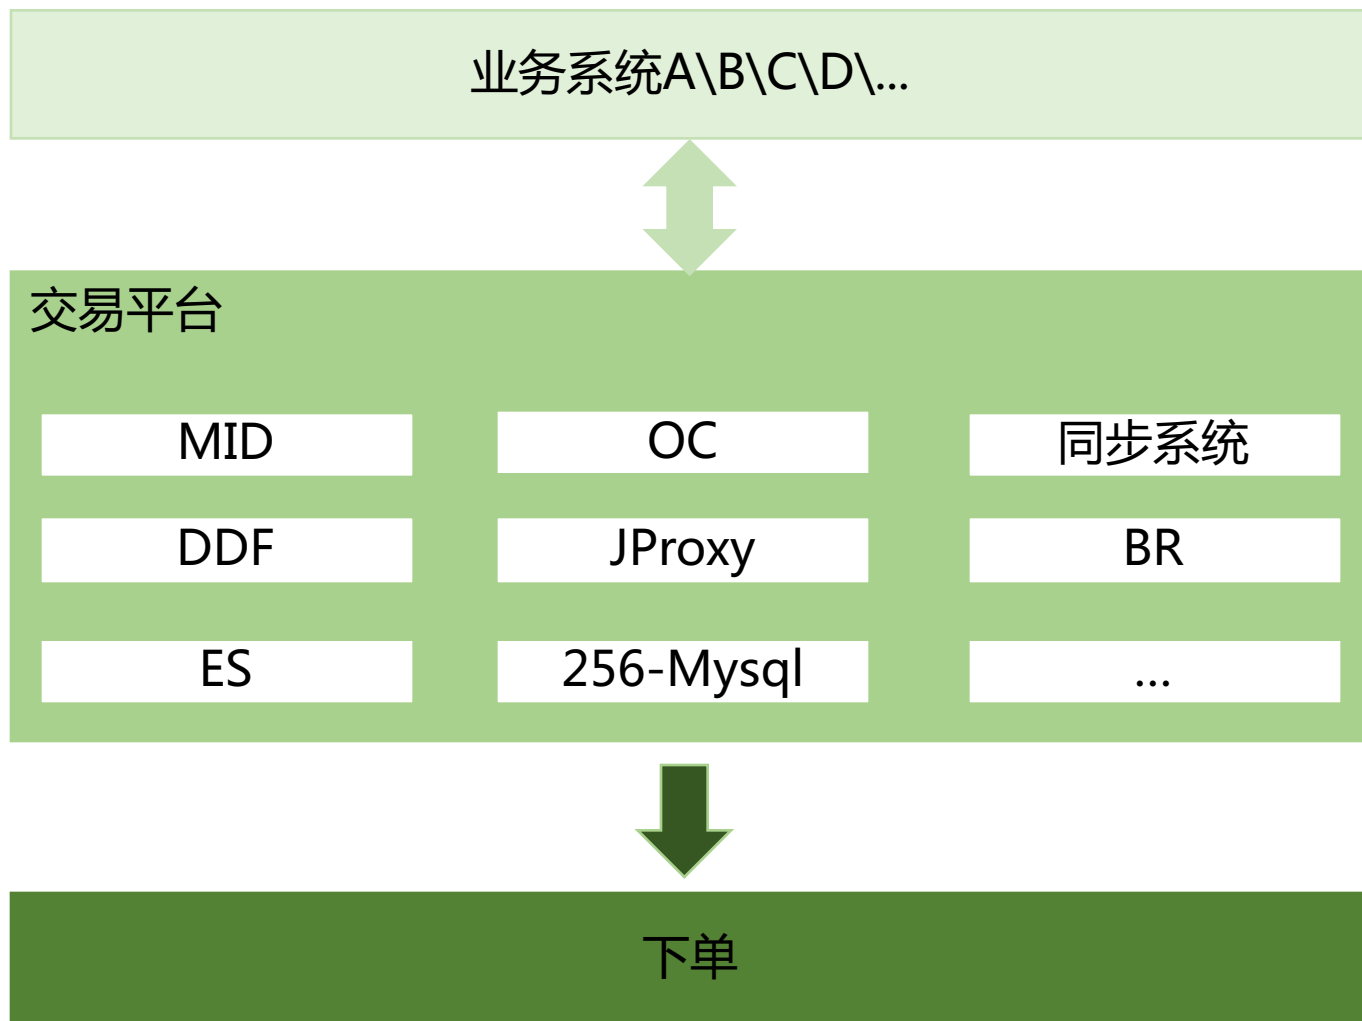 业务系统A\B\C\D\...
交易平台
MID
OC
同步系统
DDF
JProxy
BR
ES
256-Mysql
...
下单